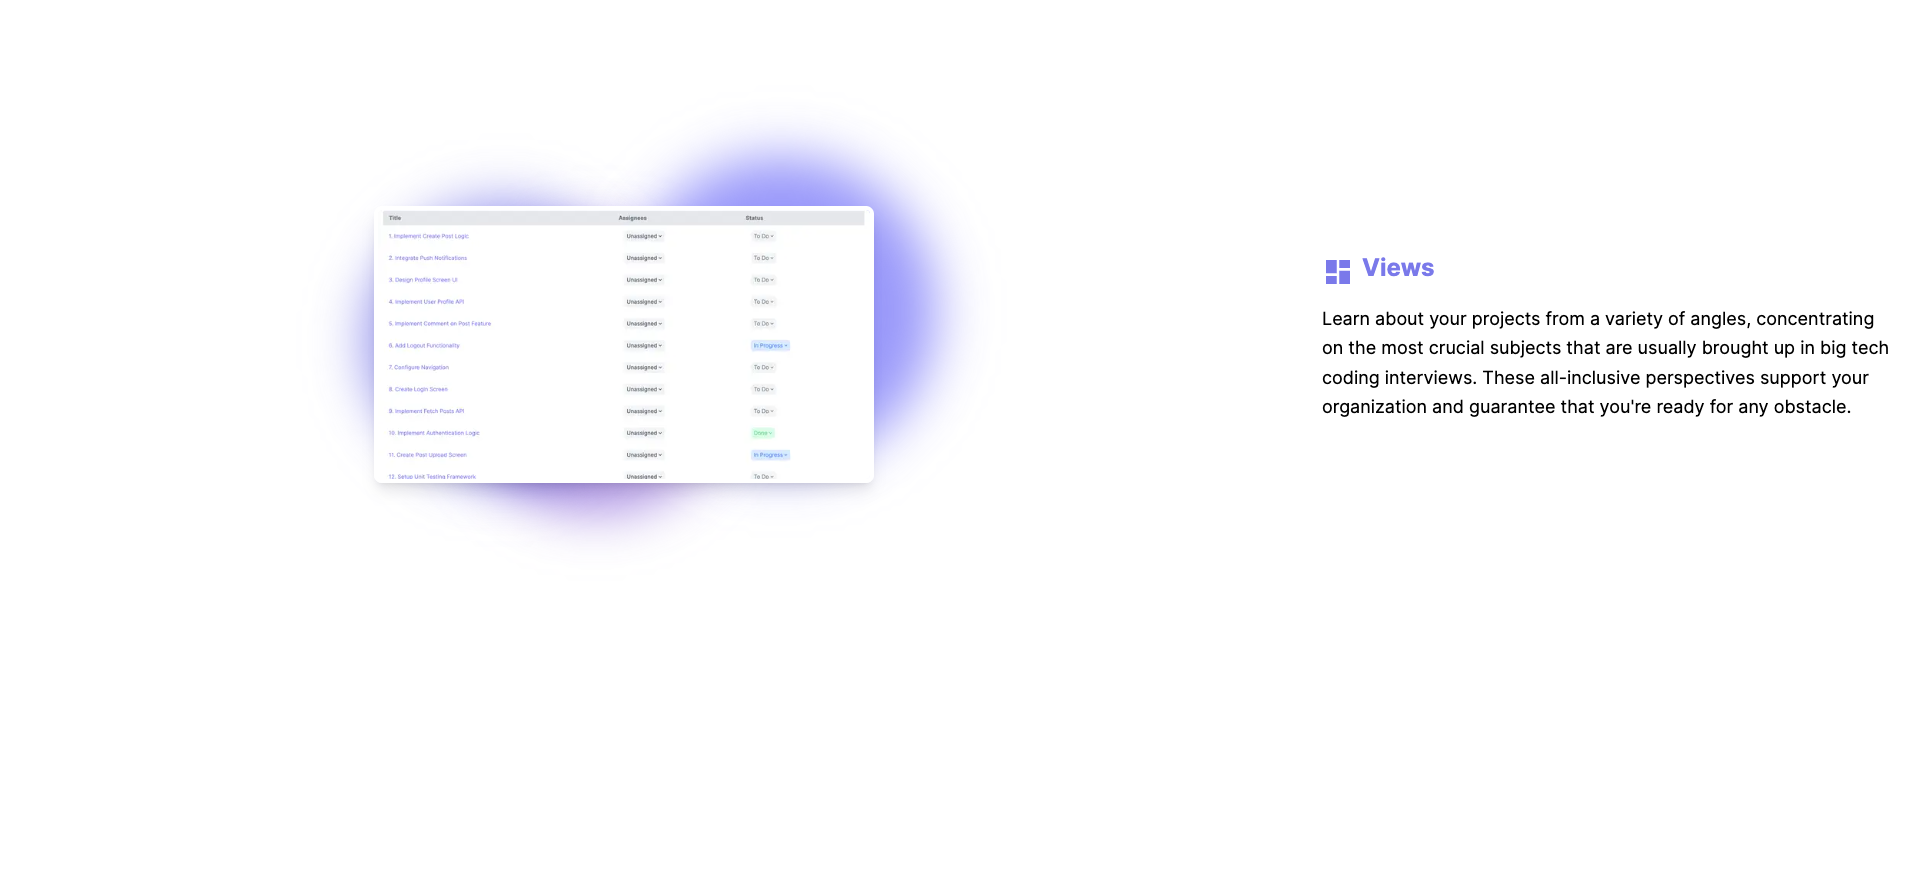 Title Assignees Status
1. Implement Create Post Logic Unassigned To Do
2. Integrate Push Notifications Unassigned To Do
3. Design Profile Screen UI Unassigned To Do
4. Implement User Profile API Unassigned To Do
5. Implement Comment on Post Feature Unassigned To Do
6. Add Logout Functionality Unassigned In Progress
7. Configure Navigation Unassigned To Do
8. Create Login Screen Unassigned To Do
9. Implement Fetch Posts API Unassigned To Do
10. Implement Authentication Logic Unassigned Done
11. Create Post Upload Screen Unassigned In Progress
12. Setup Unit Testing Framework Unassigned To Do
Views
Learn about your projects from a variety of angles, concentrating
on the most crucial subjects that are usually brought up in big tech
coding interviews. These all-inclusive perspectives support your
organization and guarantee that you're ready for any obstacle.